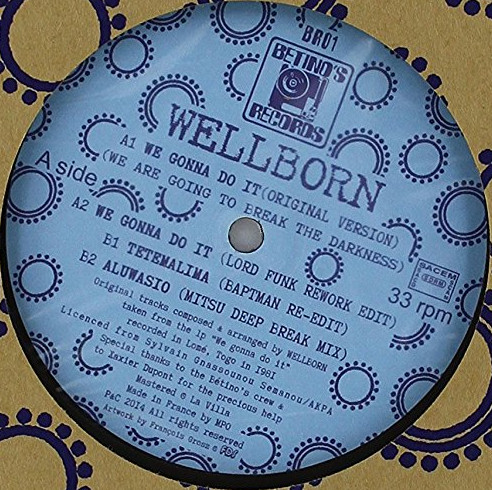 BR01
BETINO'S
RECORDS
WELLBORN
A side
A1 WE GONNA DO IT (ORIGINAL VERSION)
(WE ARE GOING TO BREAK THE DARKNESS)
A2 WE GONNA DO IT (LORD FUNK REWORK EDIT)
B1 TETEMALIMA (BAPTMAN RE-EDIT)
B2 ALUWASIO (MITSU DEEP BREAK MIX)
33 rpm
SACEM
Original tracks composed & arranged by WELLBORN
taken from the lp "We gonna do it"
recorded in Lomé, Togo in 1981
Licenced from Sylvain Gnassounou Semanou/AKPA
Special thanks to the Bétino's crew &
to Xavier Dupont for the precious help
Mastered @ La Villa
Made in France by MPO
P&C 2014 All rights reserved
Artwork by François Grosz @